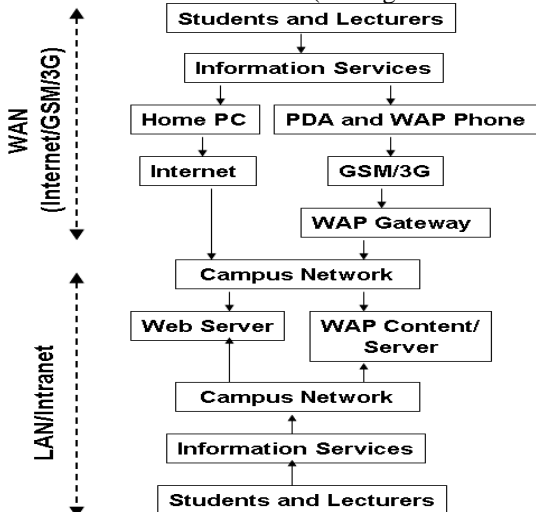 Students and Lecturers
Information Services
Home PC
PDA and WAP Phone
Internet
GSM/3G
WAP Gateway
Campus Network
Web Server
WAP Content/
Server
Campus Network
Information Services
Students and Lecturers
WAN
(Internet/GSM/3G)
LAN/Intranet